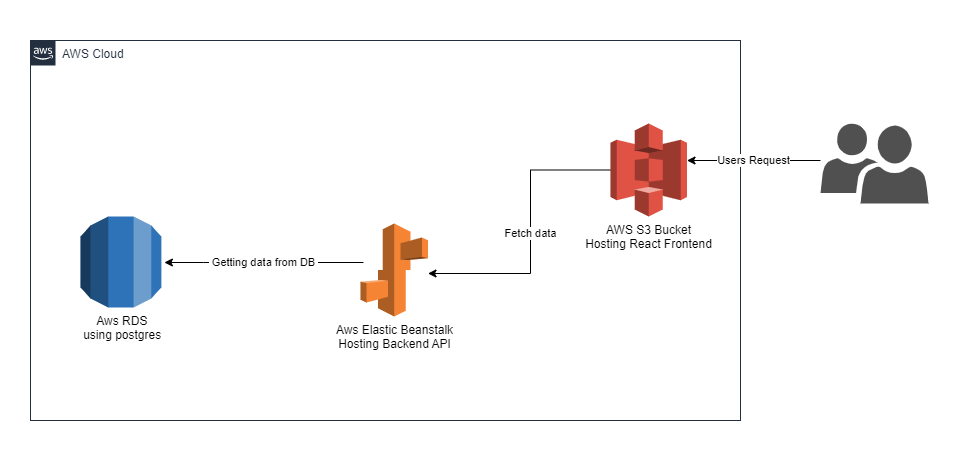 aws
AWS Cloud
Users Request
AWS S3 Bucket
Hosting React Frontend
Fetch data
Getting data from DB
Aws RDS
using postgres
Aws Elastic Beanstalk
Hosting Backend API